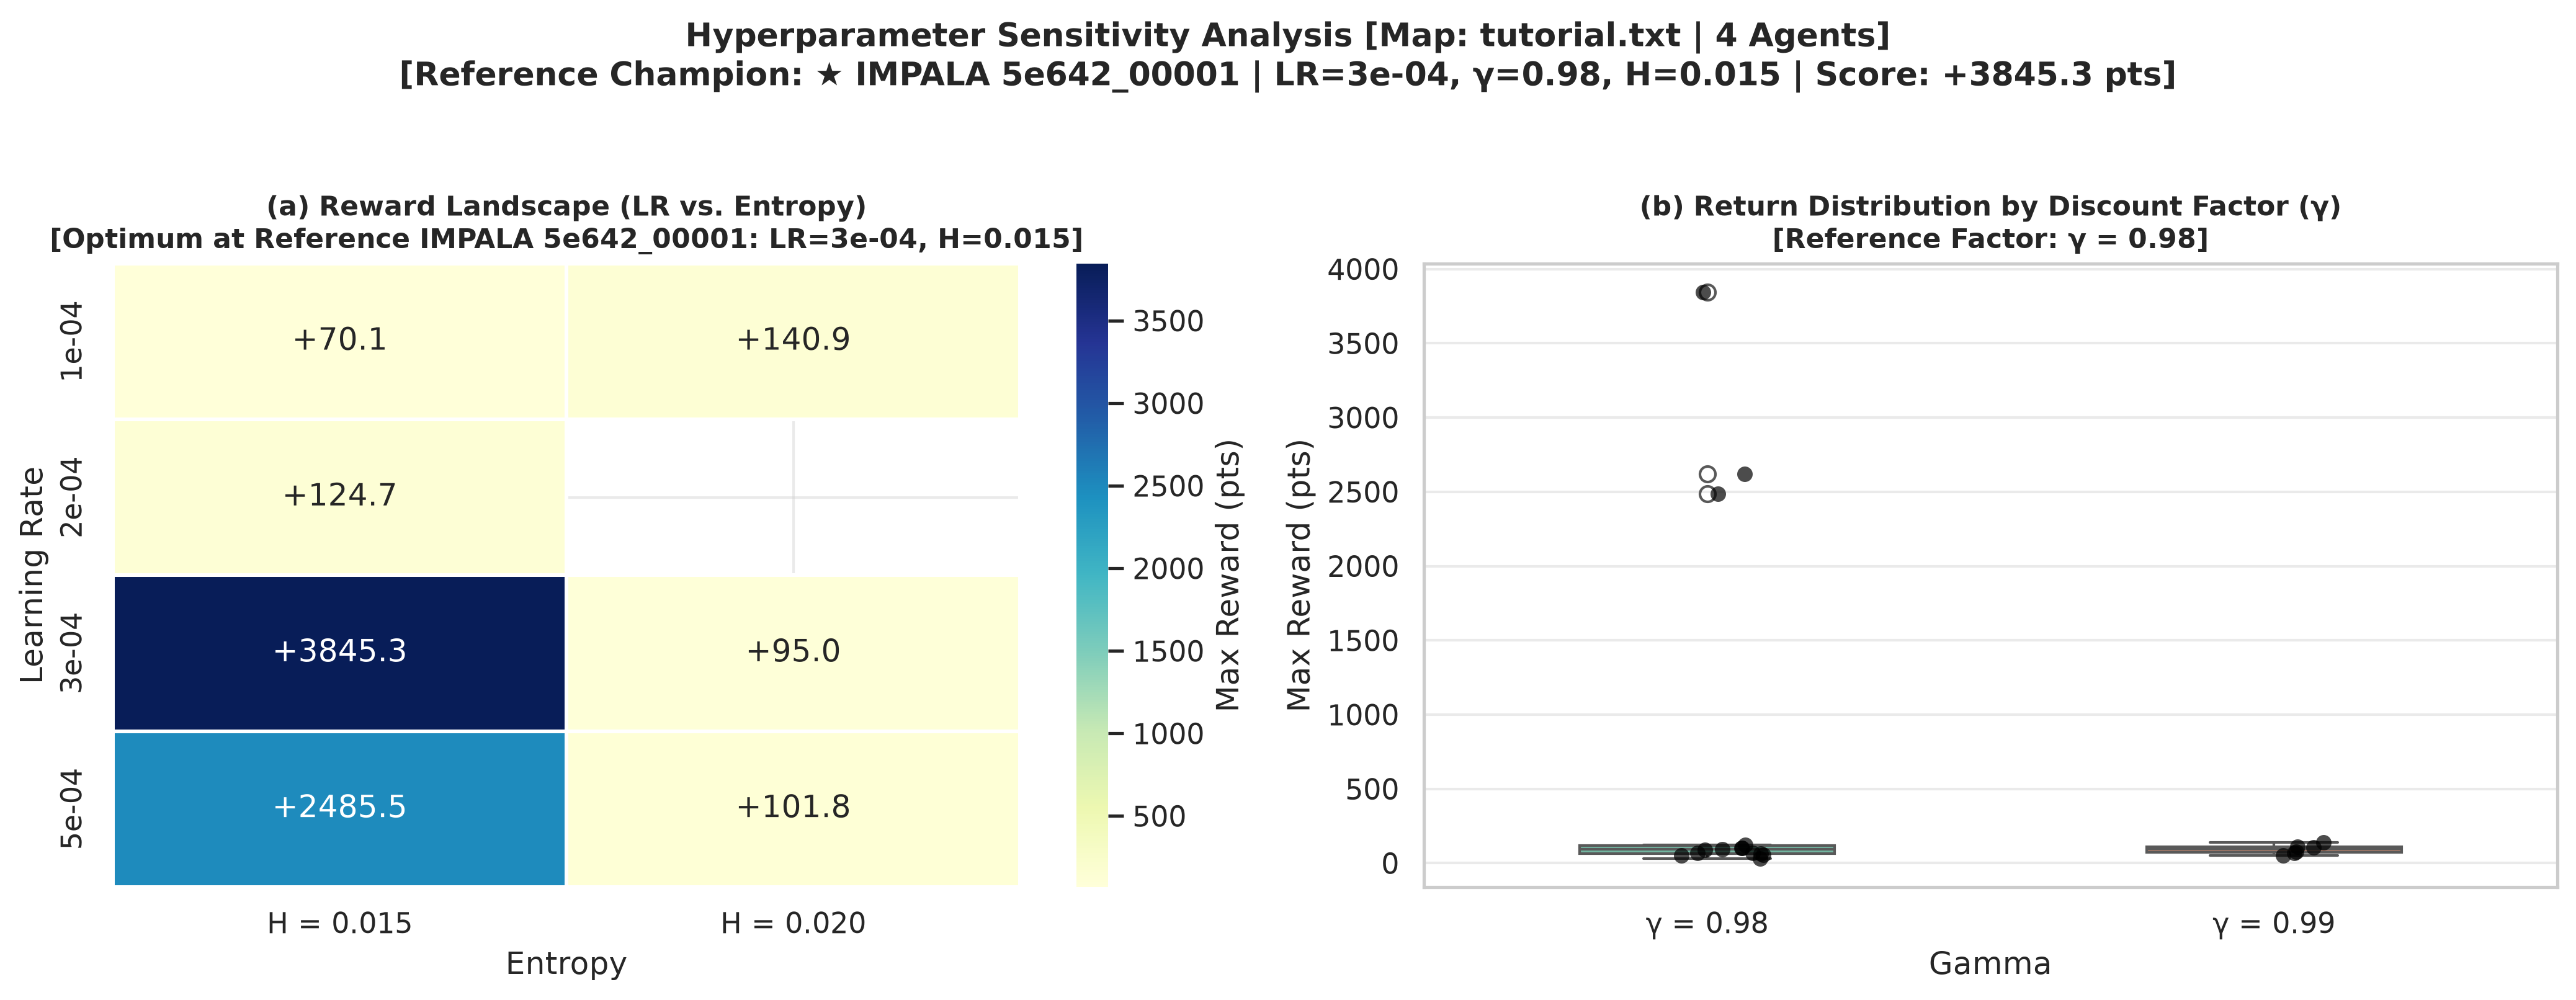 Hyperparameter Sensitivity Analysis [Map: tutorial.txt | 4 Agents]
[Reference Champion: ★ IMPALA 5e642_00001 | LR=3e-04, γ=0.98, H=0.015 | Score: +3845.3 pts]
(a) Reward Landscape (LR vs. Entropy)
[Optimum at Reference IMPALA 5e642_00001: LR=3e-04, H=0.015]
Learning Rate
1e-04
2e-04
3e-04
5e-04
+70.1
+140.9
+124.7
+3845.3
+95.0
+2485.5
+101.8
H = 0.015
H = 0.020
Entropy
3500
3000
2500
2000
1500
1000
500
Max Reward (pts)
(b) Return Distribution by Discount Factor (γ)
[Reference Factor: γ = 0.98]
Max Reward (pts)
4000
3500
3000
2500
2000
1500
1000
500
0
γ = 0.98
γ = 0.99
Gamma